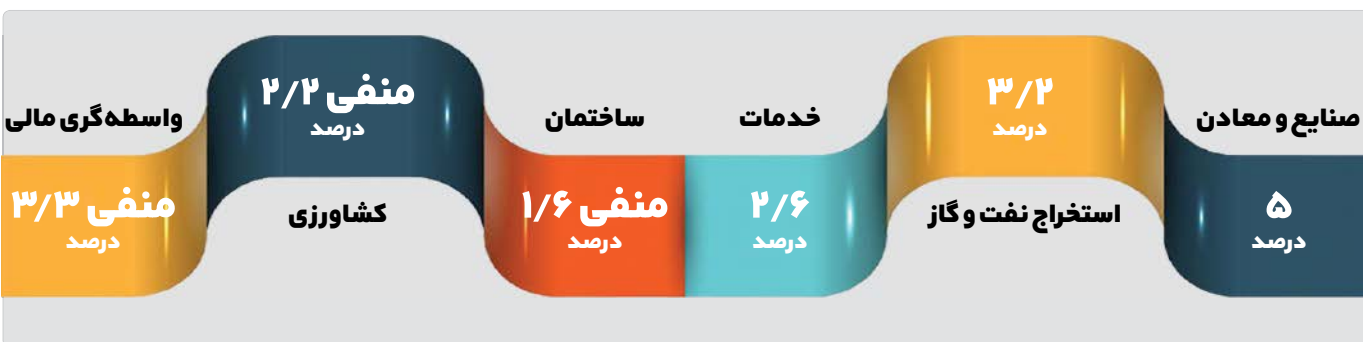 صنایع و معادن
۵
درصد
۳/۲
درصد
استخراج نفت و گاز
خدمات
۲/۶
درصد
ساختمان
منفی ۱/۶
درصد
منفی ۲/۲
درصد
کشاورزی
واسطه‌گری مالی
منفی ۳/۳
درصد